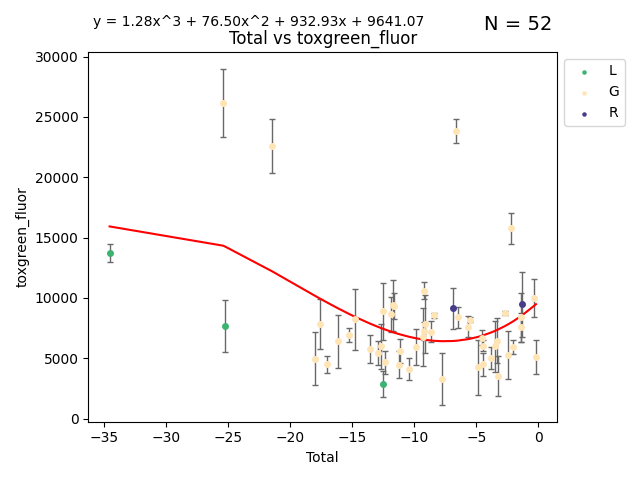 y = 1.28x^3 + 76.50x^2 + 932.93x + 9641.07
N = 52
Total vs toxgreen_fluor
30000
25000
20000
15000
10000
5000
0
toxgreen_fluor
−35
−30
−25
−20
−15
−10
−5
0
Total
L
G
R